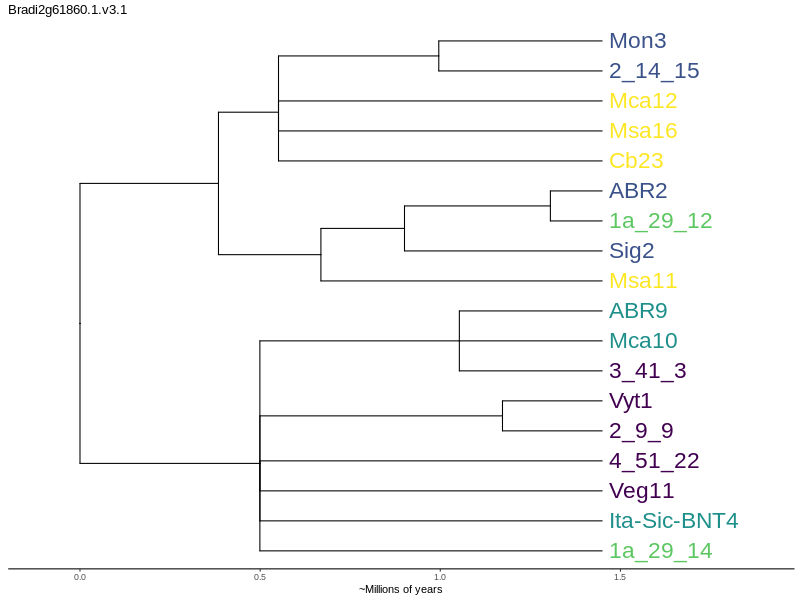 Bradi2g61860.1.v3.1
Mon3
2_14_15
Mca12
Msa16
Cb23
ABR2
1a_29_12
Sig2
Msa11
ABR9
Mca10
3_41_3
Vyt1
2_9_9
4_51_22
Veg11
Ita-Sic-BNT4
1a_29_14
0.0 0.5 1.0 1.5
~Millions of years